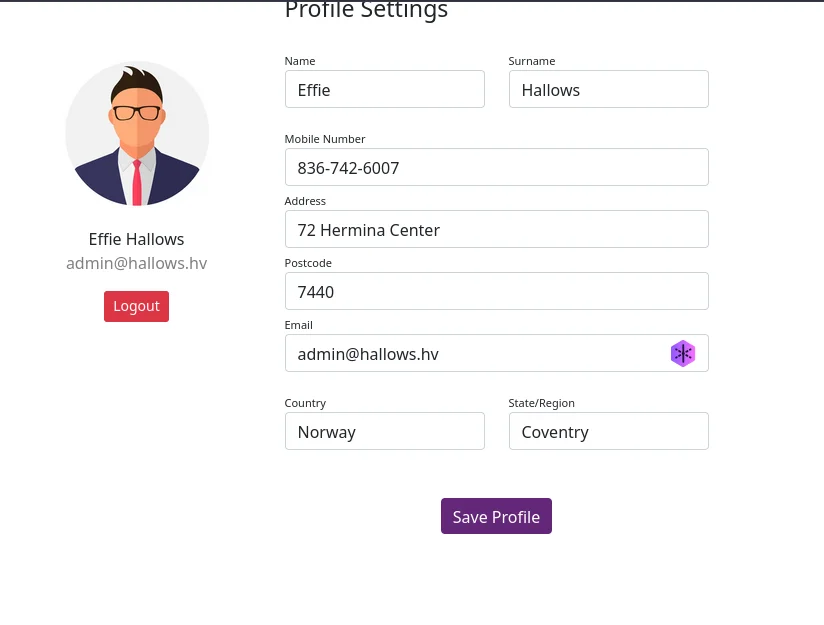 Profile Settings
Effie Hallows
admin@hallows.hv
Logout
Name
Surname
Effie
Hallows
Mobile Number
836-742-6007
Address
72 Hermina Center
Postcode
7440
Email
admin@hallows.hv
Country
State/Region
Norway
Coventry
Save Profile